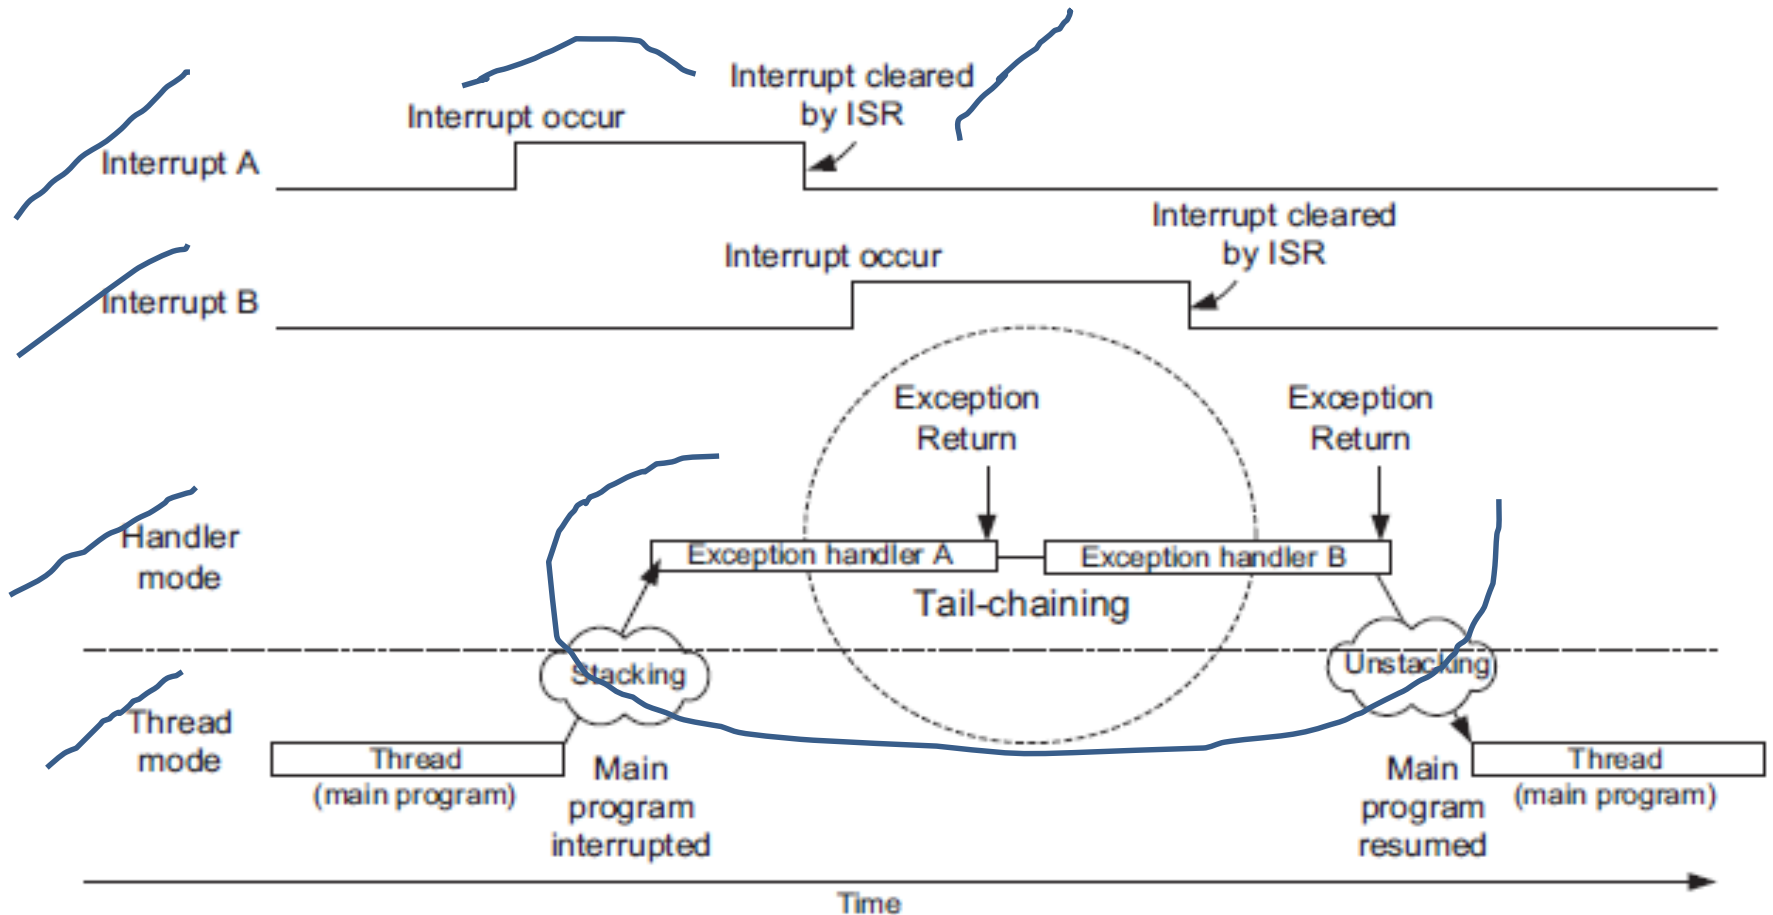 Interrupt cleared
by ISR
Interrupt occur
Interrupt A
Interrupt cleared
by ISR
Interrupt occur
Interrupt B
Exception
Return
Exception
Return
Handler
mode
Exception handler A
Exception handler B
Tail-chaining
Stacking
Unstacking
Thread
mode
Thread
(main program)
Main
program
interrupted
Main
program
resumed
Thread
(main program)
Time